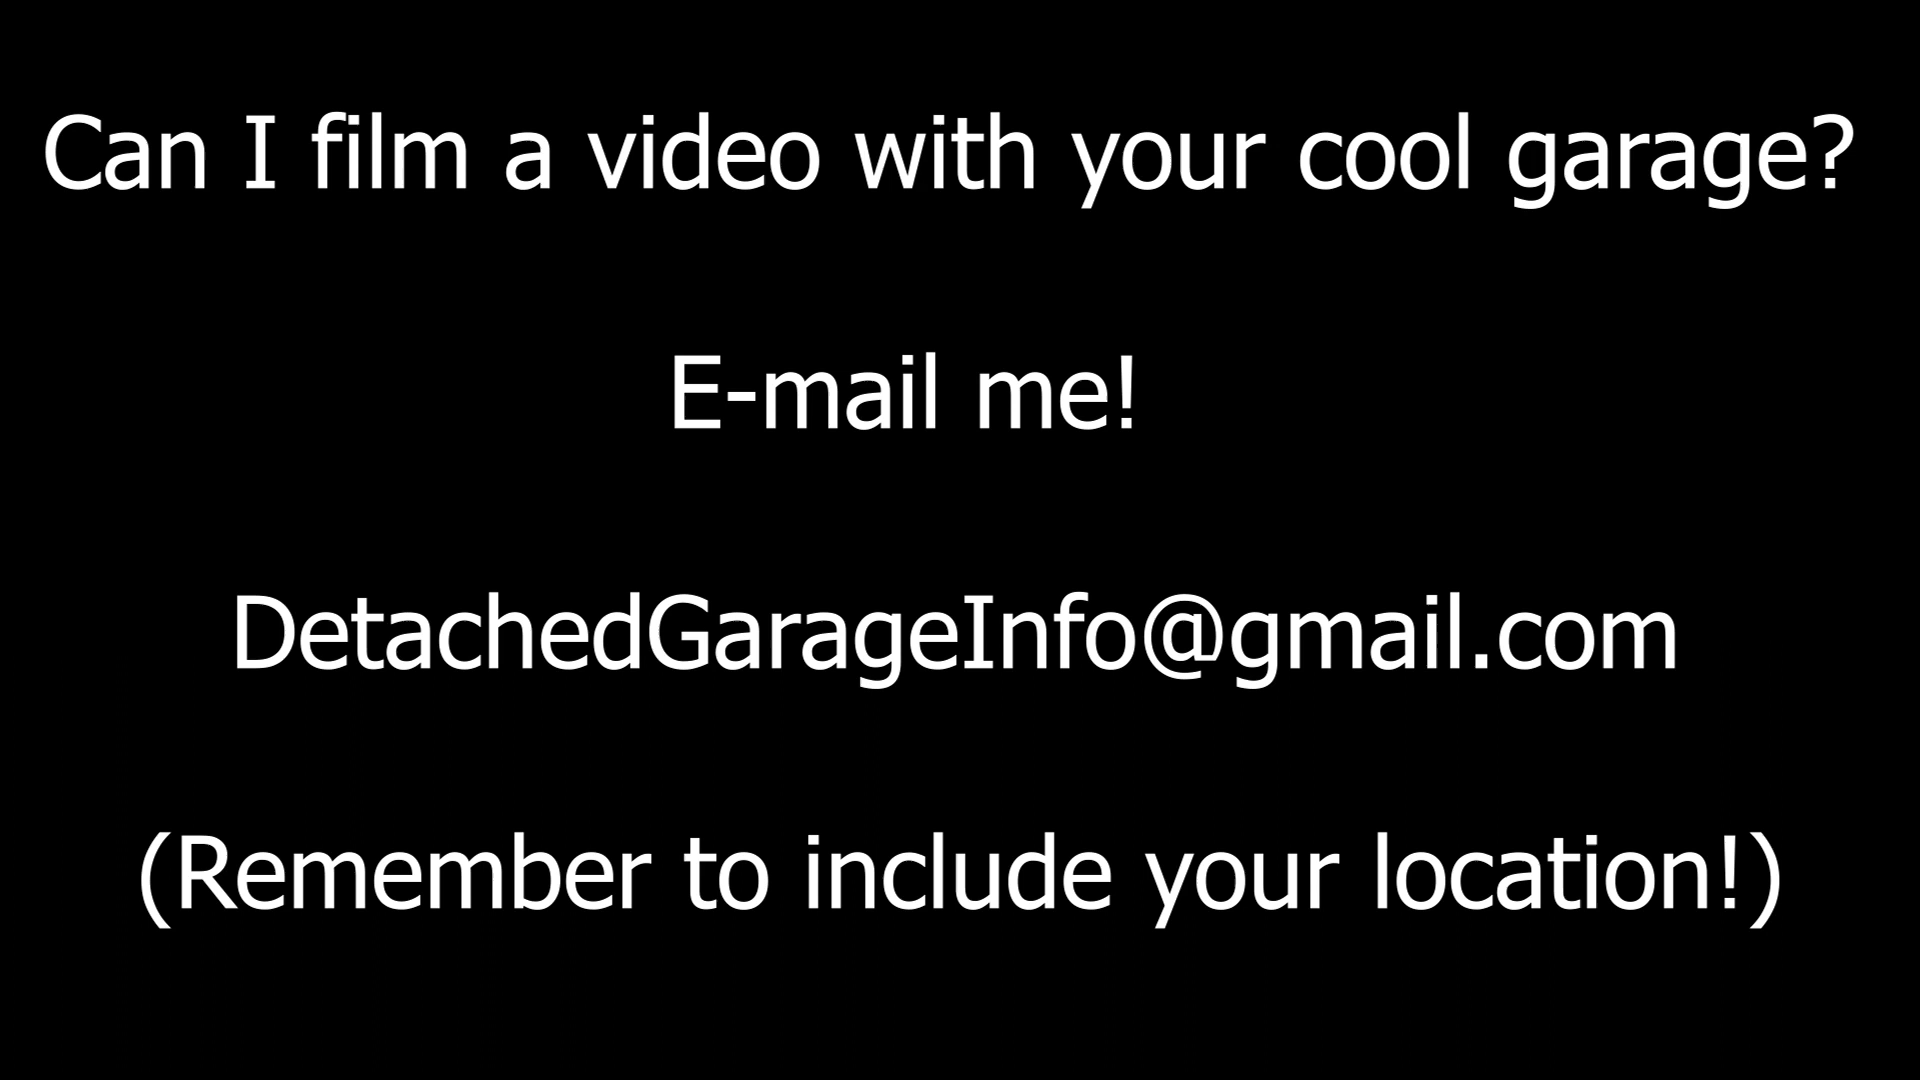 Can I film a video with your cool garage?
E-mail me!
DetachedGarageInfo@gmail.com
(Remember to include your location!)